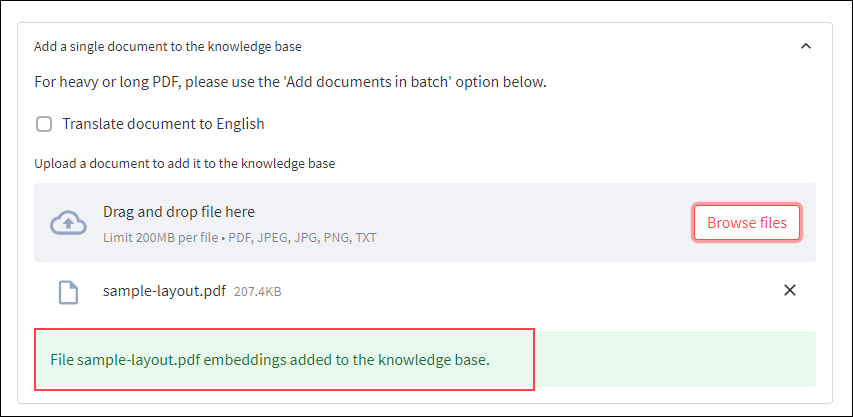 Add a single document to the knowledge base
For heavy or long PDF, please use the 'Add documents in batch' option below.
Translate document to English
Upload a document to add it to the knowledge base
Drag and drop file here
Browse files
Limit 200MB per file • PDF, JPEG, JPG, PNG, TXT
sample-layout.pdf 207.4KB
File sample-layout.pdf embeddings added to the knowledge base.